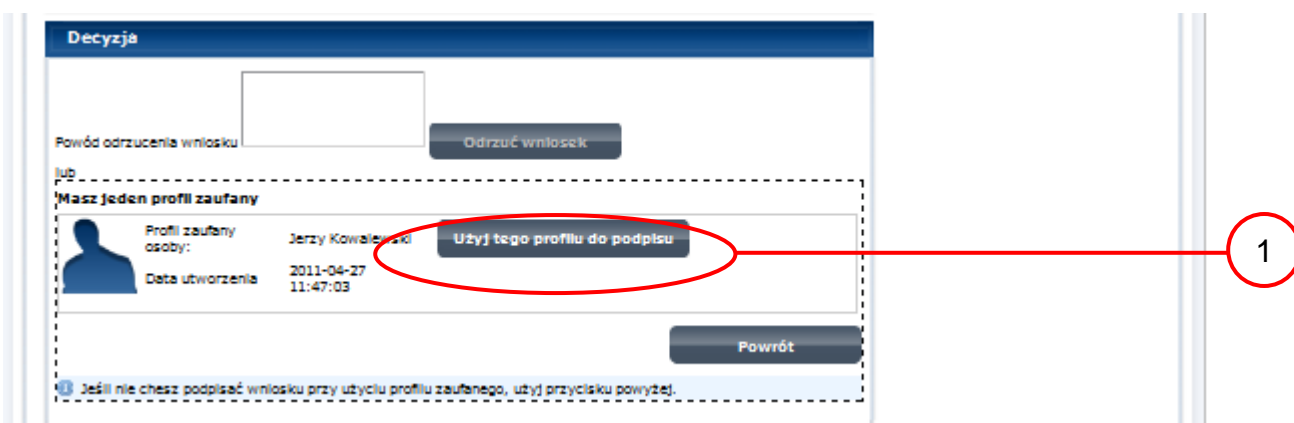 Decyzja
Powód odrzucenia wniosku
Odrzuć wniosek
lub
Masz jeden profil zaufany
Profil zaufany
osoby:
Jerzy Kowalewski
Użyj tego profilu do podpisu
1
Data utworzenia
2011-04-27
11:47:03
Powrót
Jeśli nie chesz podpisać wniosku przy użyciu profilu zaufanego, użyj przycisku powyżej.